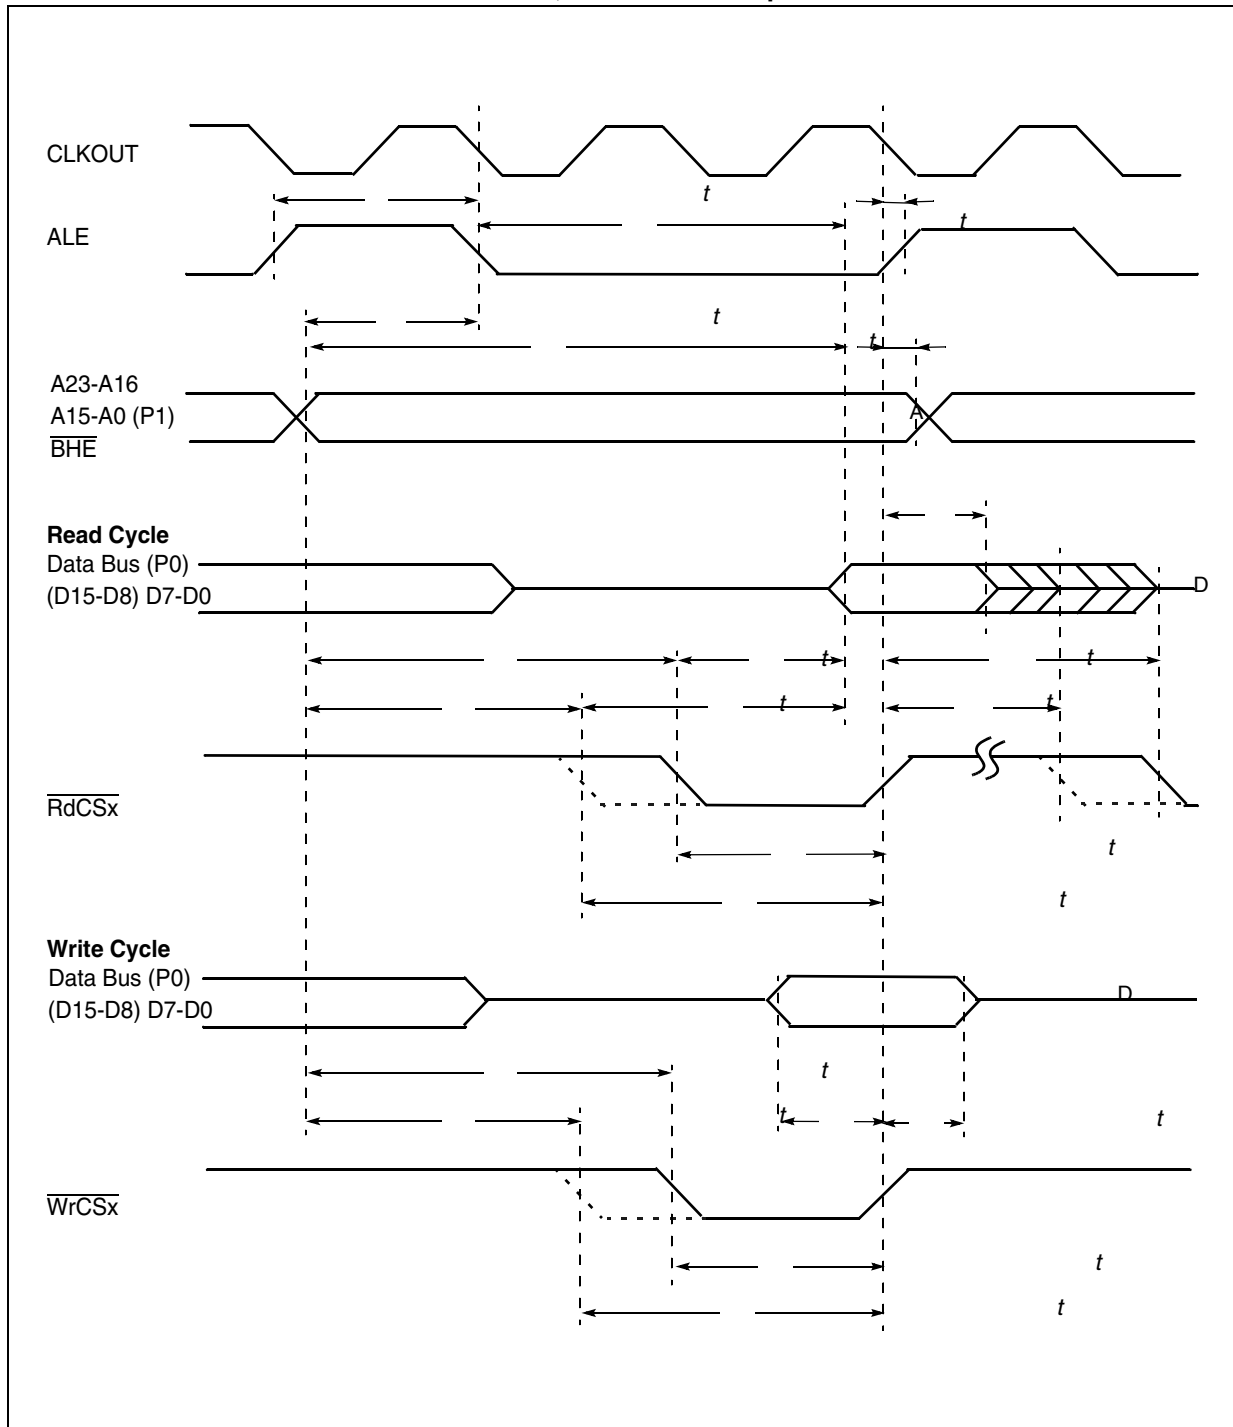 CLKOUT
t
ALE
t
t
t
A23-A16
A15-A0 (P1)
A
BHE
Read Cycle
Data Bus (P0)
(D15-D8) D7-D0
D
t
t
t
t
RdCSx
t
t
Write Cycle
Data Bus (P0)
D
(D15-D8) D7-D0
t
t
t
WrCSx
t
t